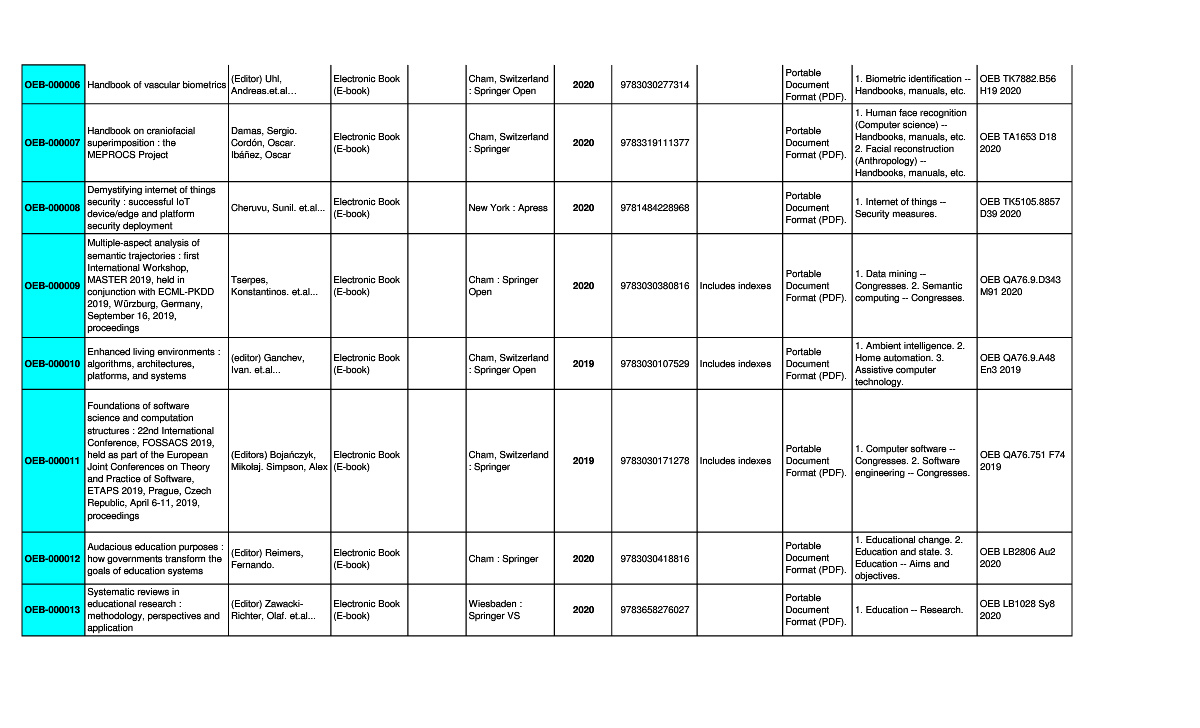 OEB-000006
Handbook of vascular biometrics
(Editor) Uhl,
Andreas.et.al...
Electronic Book
(E-book)
Cham, Switzerland
: Springer Open
2020
9783030277314
Portable
Document
Format (PDF).
1. Biometric identification --
Handbooks, manuals, etc.
OEB TK7882.B56
H19 2020
OEB-000007
Handbook on craniofacial
superimposition : the
MEPROCS Project
Damas, Sergio.
Cordón, Oscar.
Ibáñez, Oscar
Electronic Book
(E-book)
Cham, Switzerland
: Springer
2020
9783319111377
Portable
Document
Format (PDF).
1. Human face recognition
(Computer science) --
Handbooks, manuals, etc.
2. Facial reconstruction
(Anthropology) --
Handbooks, manuals, etc.
OEB TA1653 D18
2020
OEB-000008
Demystifying internet of things
security : successful IoT
device/edge and platform
security deployment
Cheruvu, Sunil. et.al...
Electronic Book
(E-book)
New York : Apress
2020
9781484228968
Portable
Document
Format (PDF).
1. Internet of things --
Security measures.
OEB TK5105.8857
D39 2020
OEB-000009
Multiple-aspect analysis of
semantic trajectories : first
International Workshop,
MASTER 2019, held in
conjunction with ECML-PKDD
2019, Würzburg, Germany,
September 16, 2019,
proceedings
Tserpes,
Konstantinos. et.al...
Electronic Book
(E-book)
Cham : Springer
Open
2020
9783030380816
Includes indexes
Portable
Document
Format (PDF).
1. Data mining --
Congresses. 2. Semantic
computing -- Congresses.
OEB QA76.9.D343
M91 2020
OEB-000010
Enhanced living environments :
algorithms, architectures,
platforms, and systems
(editor) Ganchev,
Ivan. et.al...
Electronic Book
(E-book)
Cham, Switzerland
: Springer Open
2019
9783030107529
Includes indexes
Portable
Document
Format (PDF).
1. Ambient intelligence. 2.
Home automation. 3.
Assistive computer
technology.
OEB QA76.9.A48
En3 2019
OEB-000011
Foundations of software
science and computation
structures : 22nd International
Conference, FOSSACS 2019,
held as part of the European
Joint Conferences on Theory
and Practice of Software,
ETAPS 2019, Prague, Czech
Republic, April 6-11, 2019,
proceedings
(Editors) Bojańczyk,
Mikołaj. Simpson, Alex
Electronic Book
(E-book)
Cham, Switzerland
: Springer
2019
9783030171278
Includes indexes
Portable
Document
Format (PDF).
1. Computer software --
Congresses. 2. Software
engineering -- Congresses.
OEB QA76.751 F74
2019
OEB-000012
Audacious education purposes :
how governments transform the
goals of education systems
(Editor) Reimers,
Fernando.
Electronic Book
(E-book)
Cham : Springer
2020
9783030418816
Portable
Document
Format (PDF).
1. Educational change. 2.
Education and state. 3.
Education -- Aims and
objectives.
OEB LB2806 Au2
2020
OEB-000013
Systematic reviews in
educational research :
methodology, perspectives and
application
(Editor) Zawacki-
Richter, Olaf. et.al...
Electronic Book
(E-book)
Wiesbaden :
Springer VS
2020
9783658276027
Portable
Document
Format (PDF).
1. Education -- Research.
OEB LB1028 Sy8
2020